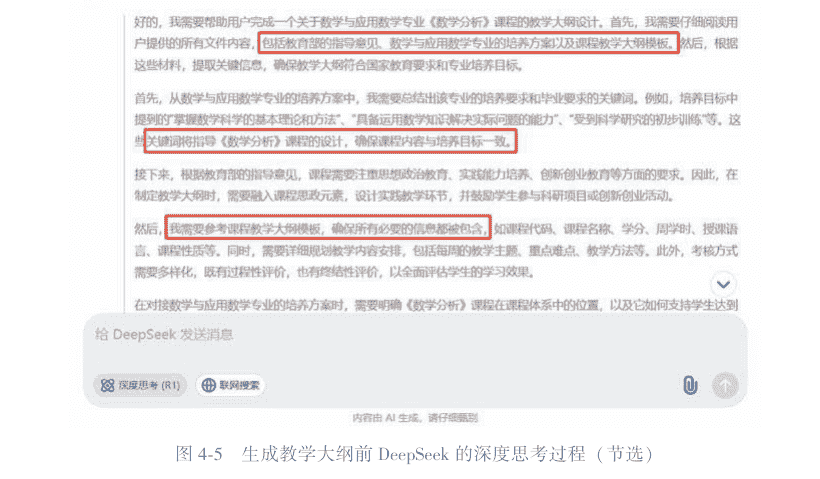 好的，我需要帮助用户完成一个关于数学与应用数学专业《数学分析》课程的教学大纲设计。首先，我需要仔细阅读用
户提供的所有文件内容，包括教育部的指导意见、数学与应用数学专业的培养方案以及课程教学大纲模板。然后，根据
这些材料，提取关键信息，确保教学大纲符合国家教育要求和专业培养目标。
首先，从数学与应用数学专业的培养方案中，我需要总结出该专业的培养要求和毕业要求的关键词。例如，培养目标中
提到的“掌握数学科学的基本理论和方法”、“具备运用数学知识解决实际问题的能力”、“受到科学研究的初步训练”等。这
些关键词将指导《数学分析》课程的设计，确保课程内容与培养目标一致。
接下来，根据教育部的指导意见，课程需要注重思想政治教育、实践能力培养、创新创业教育等方面的要求。因此，在
制定教学大纲时，需要融入课程思政元素，设计实践教学环节，并鼓励学生参与科研项目或创新创业活动。
然后，我需要参考课程教学大纲模板，确保所有必要的信息都被包含，如课程代码、课程名称、学分、周学时、授课语
言、课程性质等。同时，需要详细规划教学内容安排，包括每周的教学主题、重点难点、教学方法等。此外，考核方式
需要多样化，既有过程性评价，也有终结性评价，以全面评估学生的学习效果。
在对接数学与应用数学专业的培养方案时，需要明确《数学分析》课程在课程体系中的位置，以及它如何支持学生达到
给 DeepSeek 发送消息
深度思考 (R1) 联网搜索
内容由 AI 生成，请仔细甄别
图 4-5 生成教学大纲前 DeepSeek 的深度思考过程（节选）